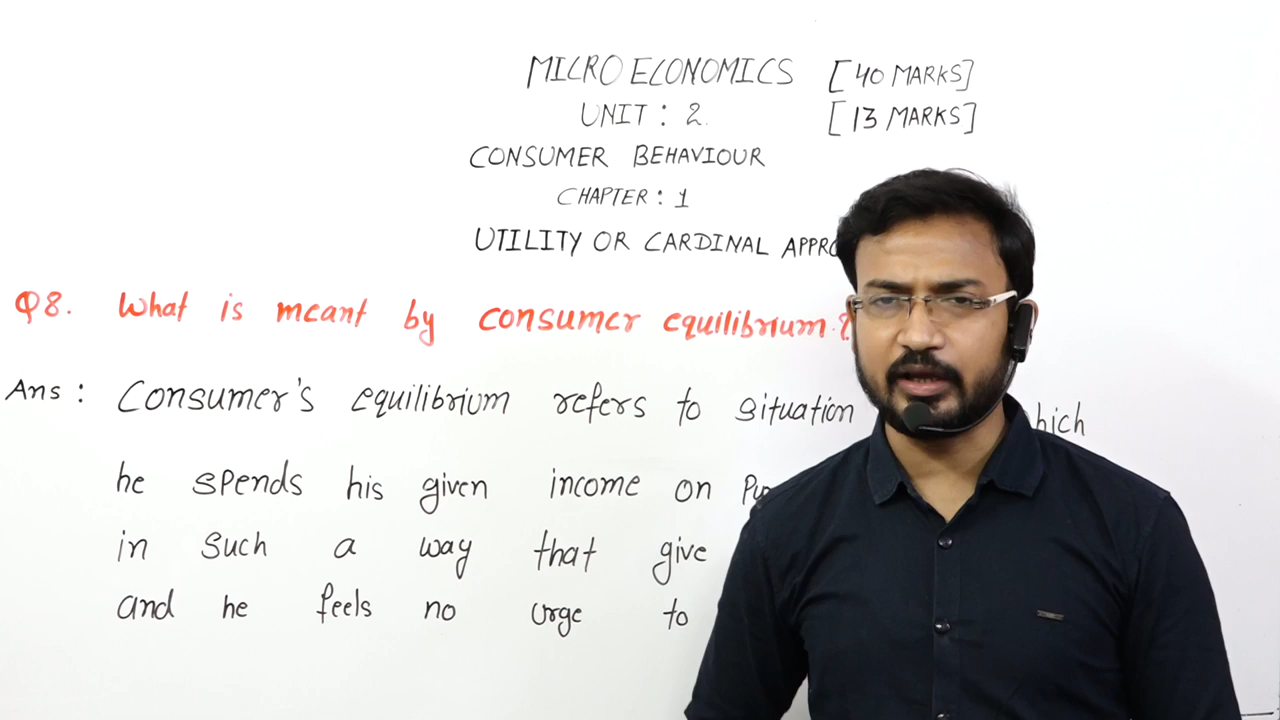 MICRO ECONOMICS [40 MARKS]
UNIT : 2. [13 MARKS]
CONSUMER BEHAVIOUR
CHAPTER : 1
UTILITY OR CARDINAL
Q8. What is meant by consumer equilibrium ?
Ans : Consumer's equilibrium refers to situation
he spends his given income on
in such a way that give
and he feels no urge to